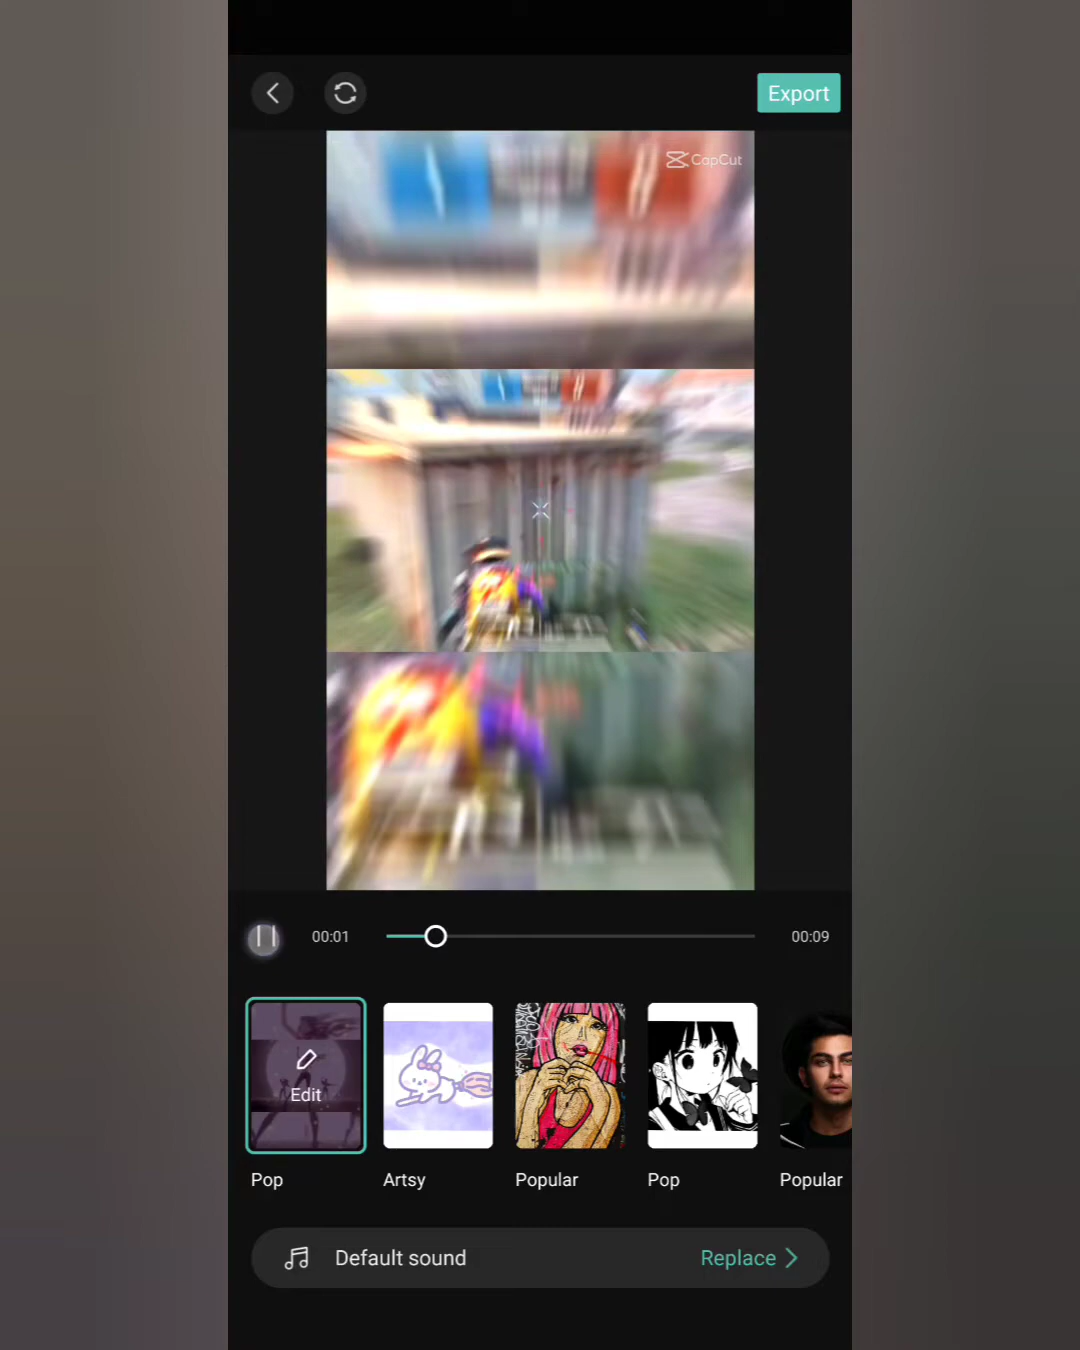 Export
CapCut
00:01
00:09
Edit
Pop
Artsy
Popular
Pop
Popular
Default sound
Replace